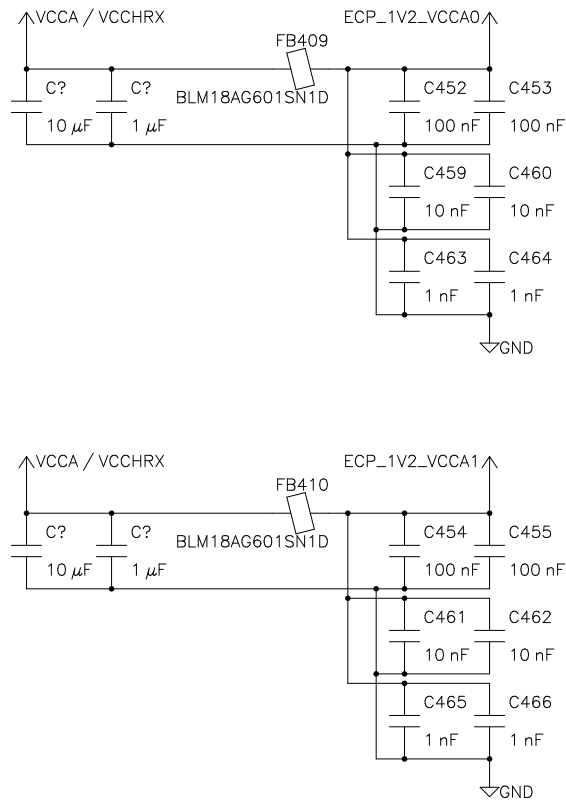 VCCA / VCCHRX
ECP_1V2_VCCA0
FB409
BLM18AG601SN1D
C?
10 µF
C?
1 µF
C452
100 nF
C453
100 nF
C459
10 nF
C460
10 nF
C463
1 nF
C464
1 nF
GND
VCCA / VCCHRX
ECP_1V2_VCCA1
FB410
BLM18AG601SN1D
C?
10 µF
C?
1 µF
C454
100 nF
C455
100 nF
C461
10 nF
C462
10 nF
C465
1 nF
C466
1 nF
GND